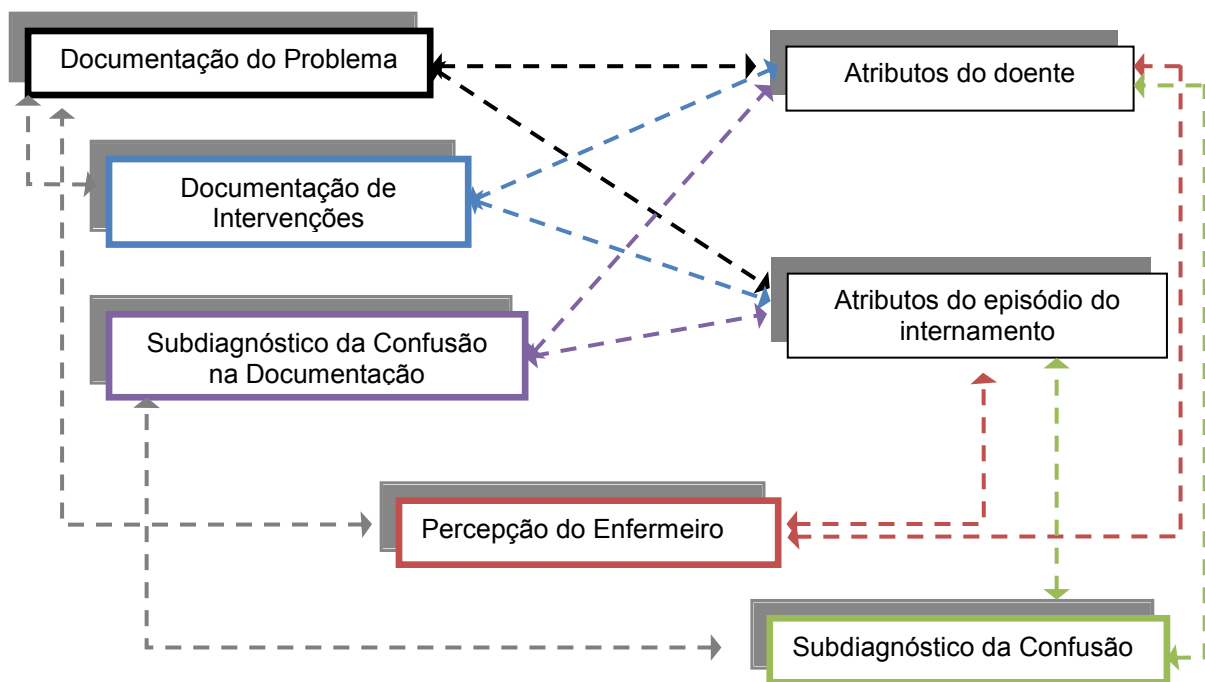 Documentação do Problema
Atributos do doente
Documentação de
Intervenções
Atributos do episódio do
internamento
Subdiagnóstico da Confusão
na Documentação
Percepção do Enfermeiro
Subdiagnóstico da Confusão